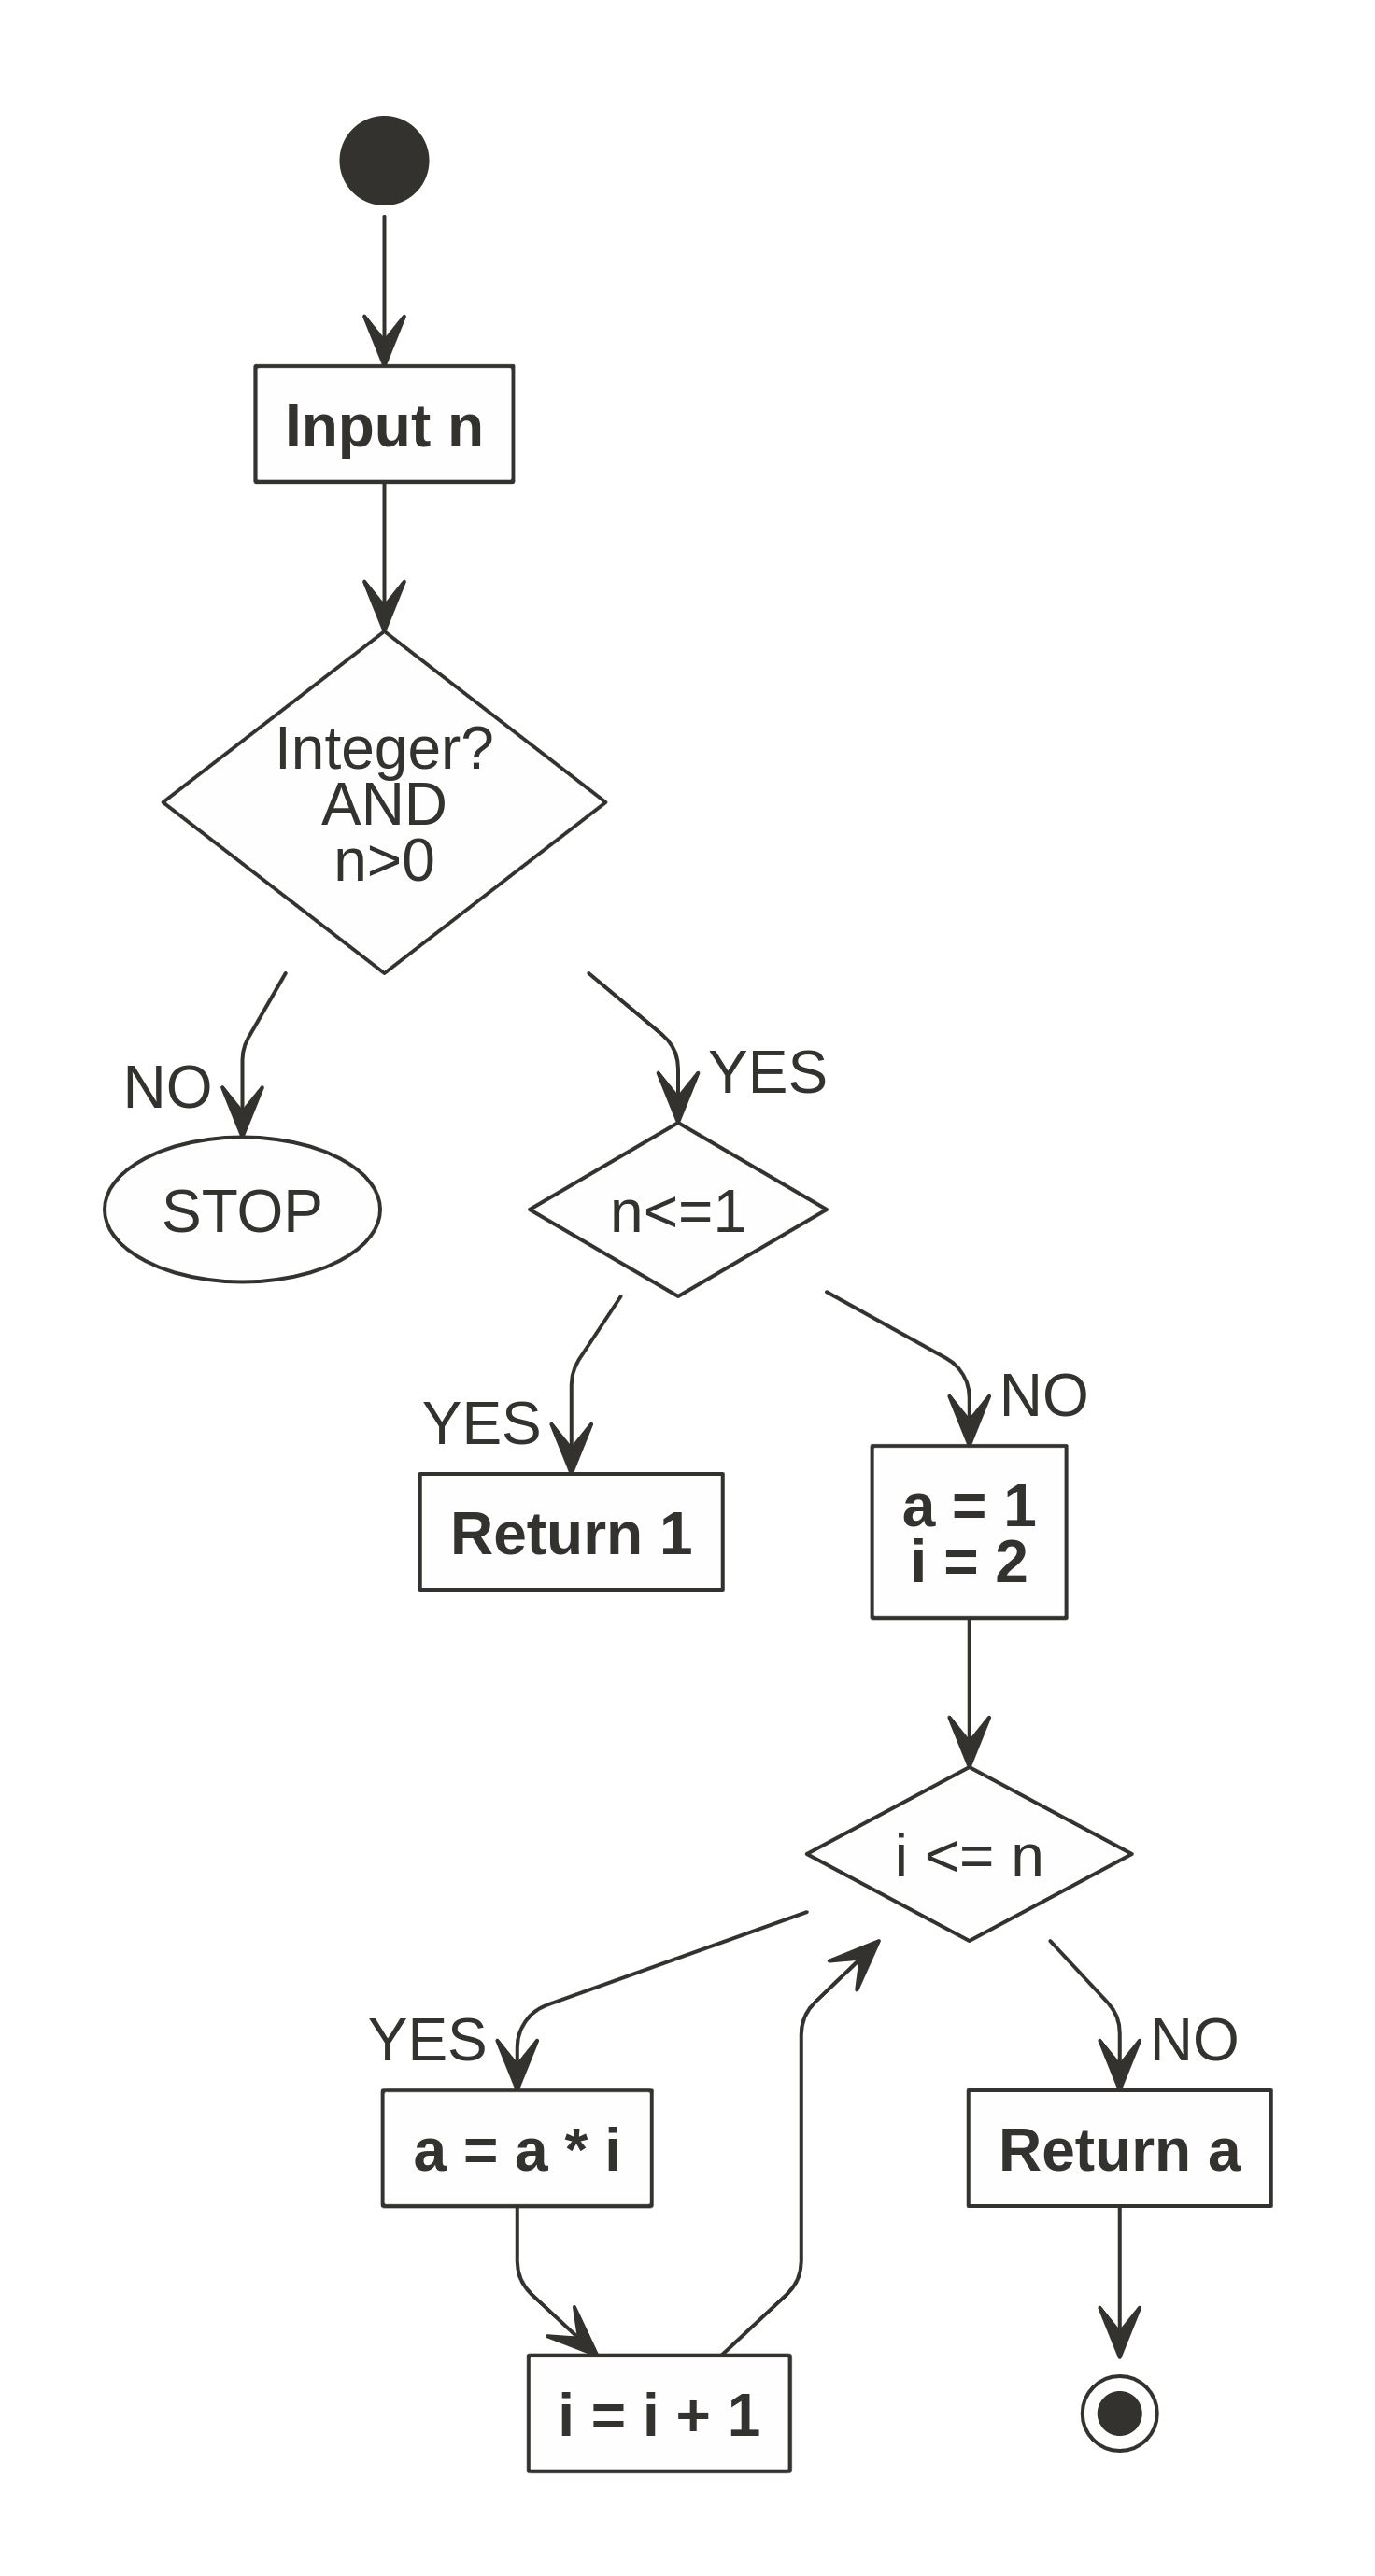 Input n
Integer?
AND
n>0
NO
YES
STOP
n<=1
YES
NO
Return 1
a = 1
i = 2
i <= n
YES
NO
a = a * i
Return a
i = i + 1